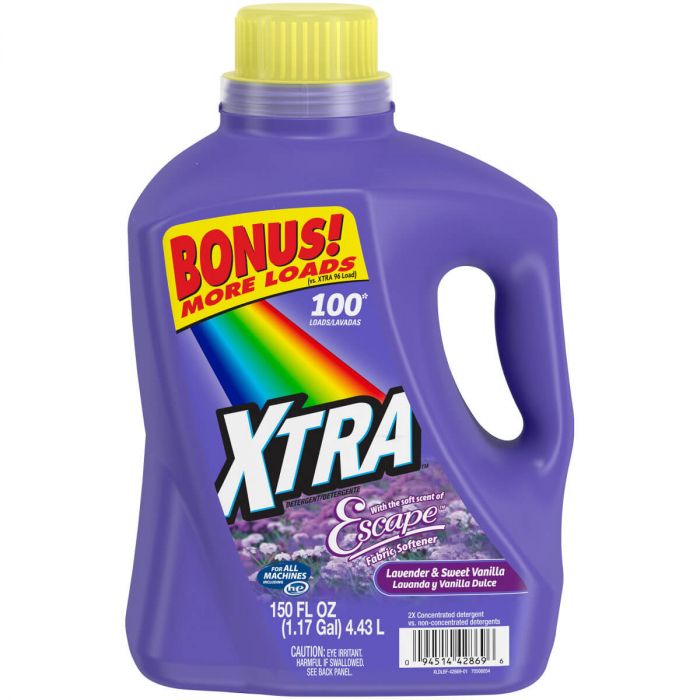 BONUS!
MORE LOADS
(vs. XTRA 96 Load)
100*
LOADS/LAVADAS
XTRA™
DETERGENT/DETERGENTE
With the soft scent of
Escape™
Fabric Softener
FOR ALL
MACHINES
INCLUDING
he
Lavender & Sweet Vanilla
Lavanda y Vanilla Dulce
150 FL OZ
(1.17 Gal) 4.43 L
2X Concentrated detergent
vs. non-concentrated detergents
CAUTION: EYE IRRITANT.
HARMFUL IF SWALLOWED.
SEE BACK PANEL.
0 94514 42869 6